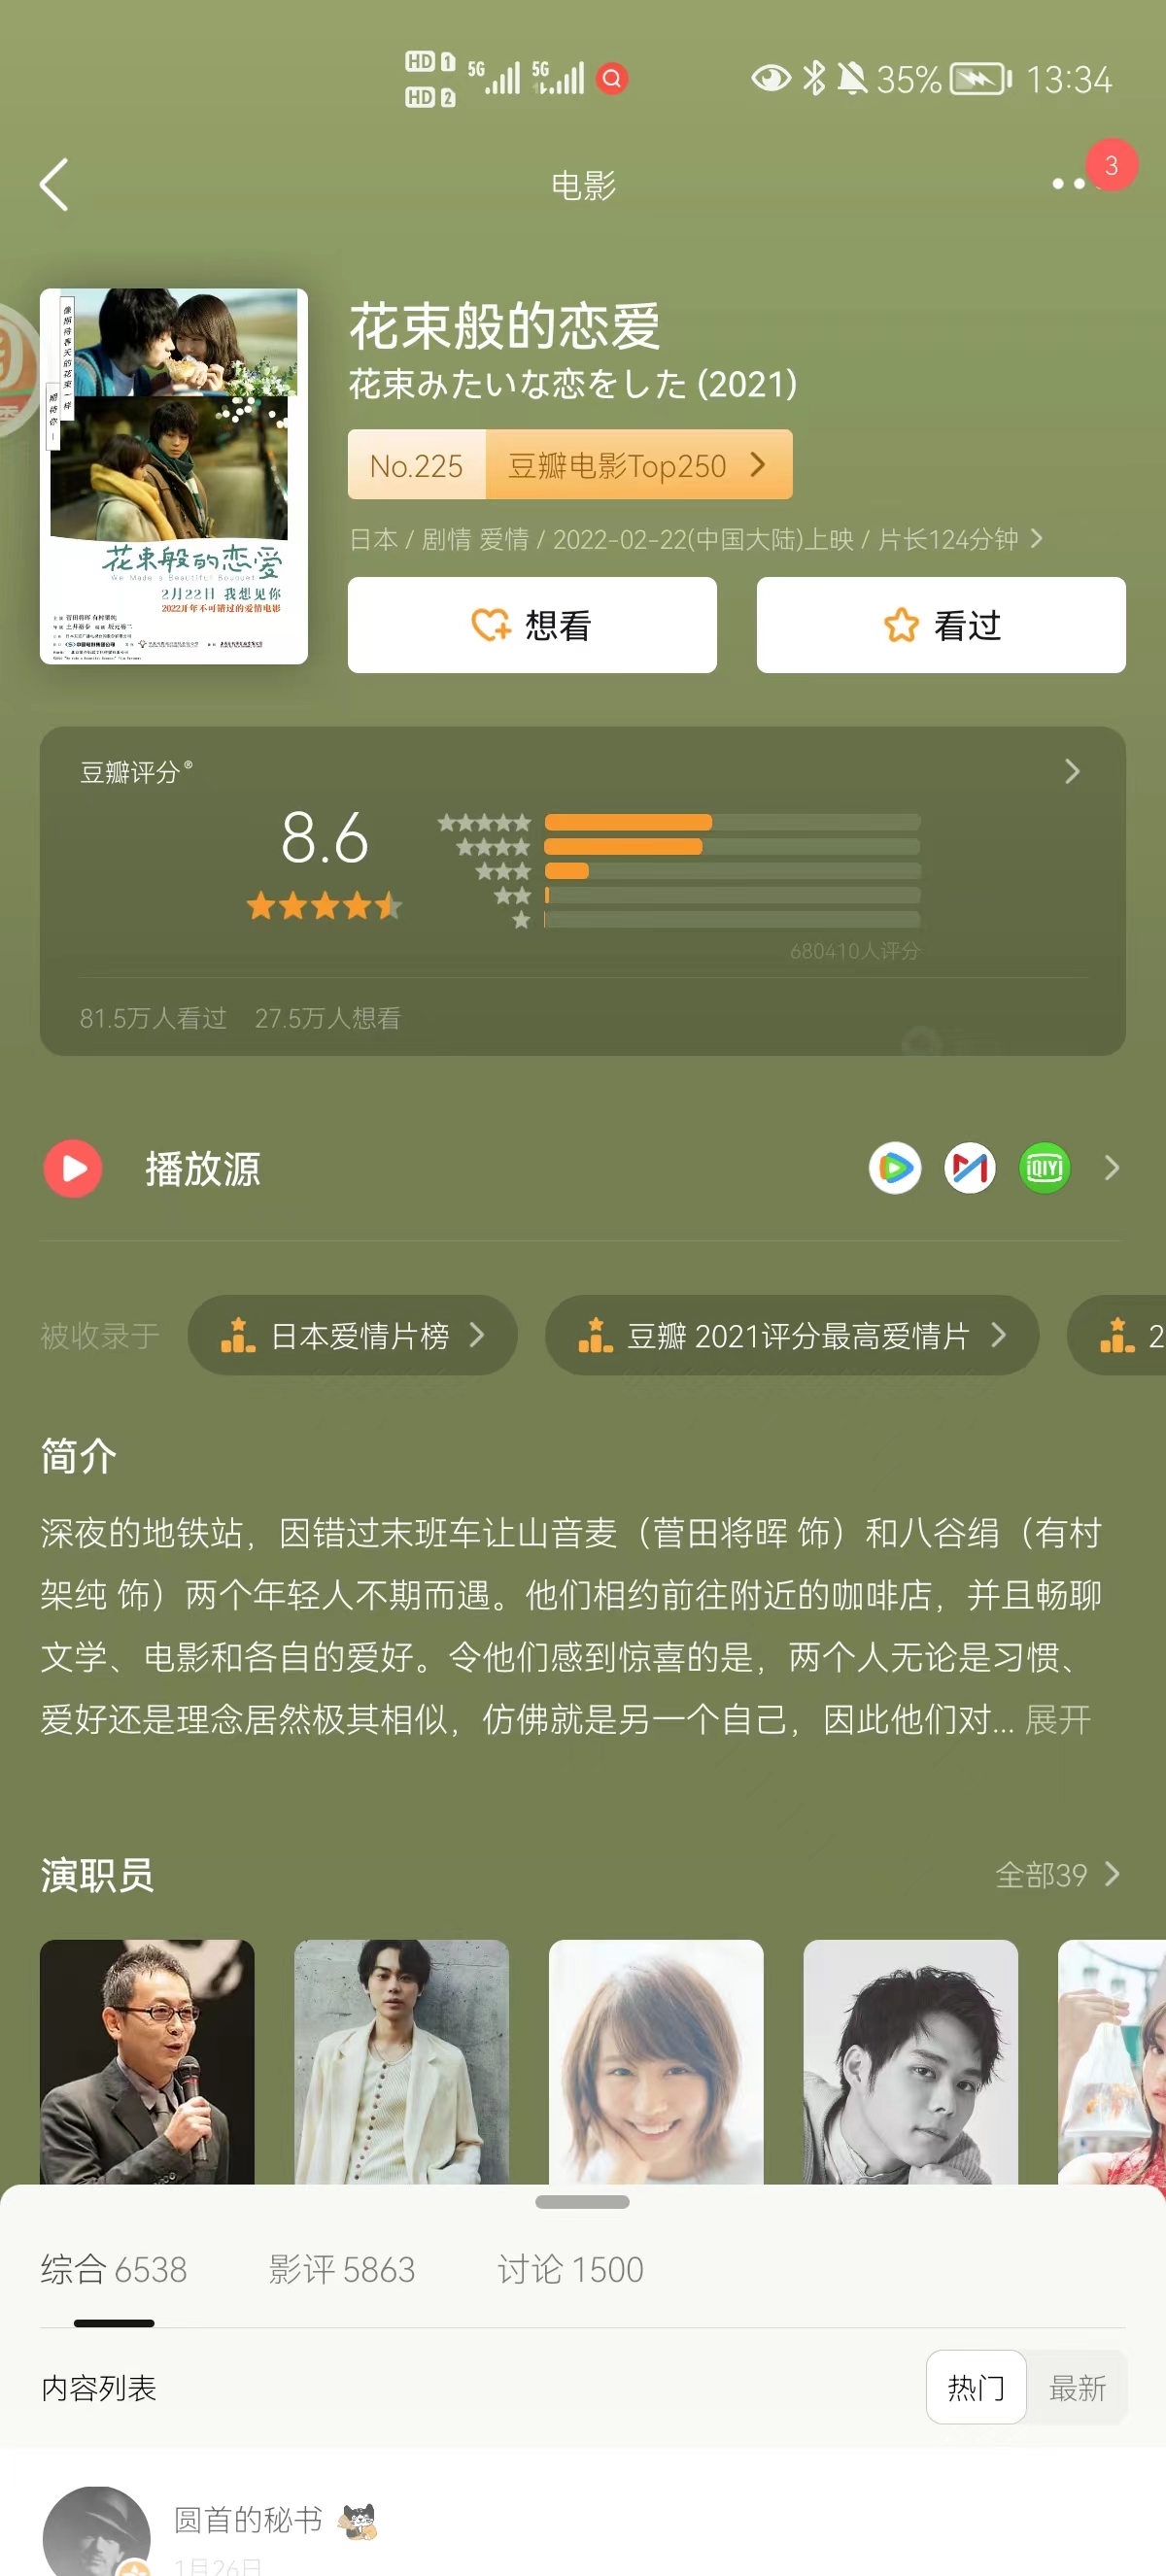 HD 1
HD 2
5G
5G
35%
13:34
电影
3
像期待春天的花束一样
期待你
花束般的恋爱
We Made a Beautiful Bouquet
2月22日 我想见你
2022开年不可错过的爱情电影
花束般的恋爱
花束みたいな恋をした (2021)
No.225
豆瓣电影Top250
日本 / 剧情 爱情 / 2022-02-22(中国大陆)上映 / 片长124分钟
想看
看过
豆瓣评分®
8.6
680410人评分
81.5万人看过
27.5万人想看
播放源
iQIYI
被收录于
日本爱情片榜
豆瓣 2021评分最高爱情片
2
简介
深夜的地铁站，因错过末班车让山音麦（菅田将晖 饰）和八谷绢（有村
架纯 饰）两个年轻人不期而遇。他们相约前往附近的咖啡店，并且畅聊
文学、电影和各自的爱好。令他们感到惊喜的是，两个人无论是习惯、
爱好还是理念居然极其相似，仿佛就是另一个自己，因此他们对... 展开
演职员
全部39
综合 6538
影评 5863
讨论 1500
内容列表
热门
最新
圆首的秘书
1月26日